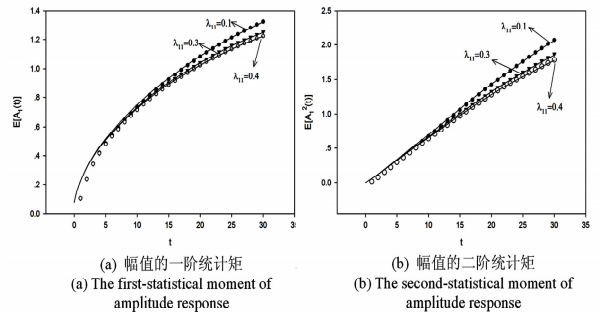 1.4
1.2
1.0
.8
.6
.4
.2
0.0
E[A₁(t)]
λ₁₁=0.1
λ₁₁=0.3
λ₁₁=0.4
0 5 10 15 20 25 30 35
t
(a) 幅值的一阶统计矩
(a) The first-statistical moment of
amplitude response
2.5
2.0
1.5
1.0
.5
0.0
E[A₁²(t)]
λ₁₁=0.1
λ₁₁=0.3
λ₁₁=0.4
0 5 10 15 20 25 30 35
t
(b) 幅值的二阶统计矩
(b) The second-statistical moment of
amplitude response